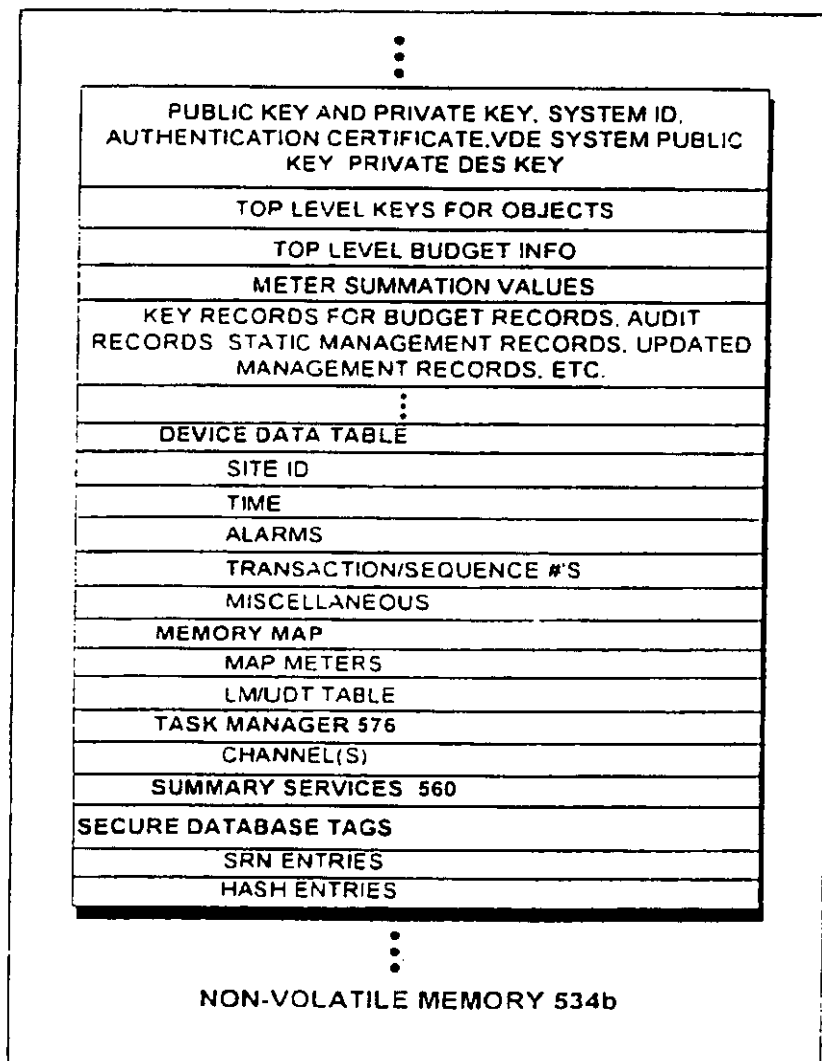 PUBLIC KEY AND PRIVATE KEY, SYSTEM ID,
AUTHENTICATION CERTIFICATE.VDE SYSTEM PUBLIC
KEY PRIVATE DES KEY
TOP LEVEL KEYS FOR OBJECTS
TOP LEVEL BUDGET INFO
METER SUMMATION VALUES
KEY RECORDS FOR BUDGET RECORDS, AUDIT
RECORDS STATIC MANAGEMENT RECORDS, UPDATED
MANAGEMENT RECORDS, ETC.
DEVICE DATA TABLE
SITE ID
TIME
ALARMS
TRANSACTION/SEQUENCE #'S
MISCELLANEOUS
MEMORY MAP
MAP METERS
LM/UDT TABLE
TASK MANAGER 576
CHANNEL(S)
SUMMARY SERVICES 560
SECURE DATABASE TAGS
SRN ENTRIES
HASH ENTRIES
NON-VOLATILE MEMORY 534b